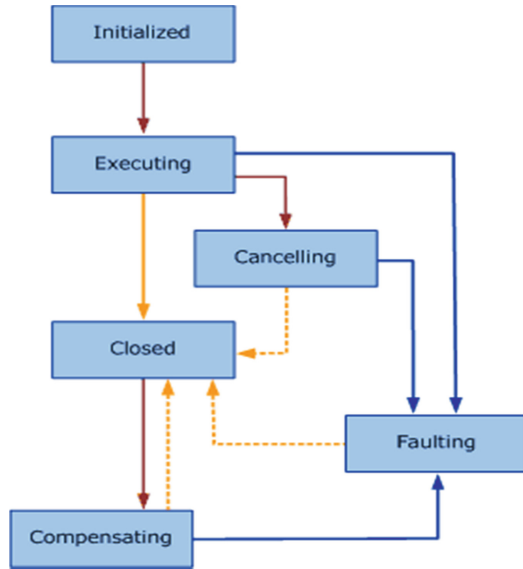 Initialized
Executing
Cancelling
Closed
Faulting
Compensating